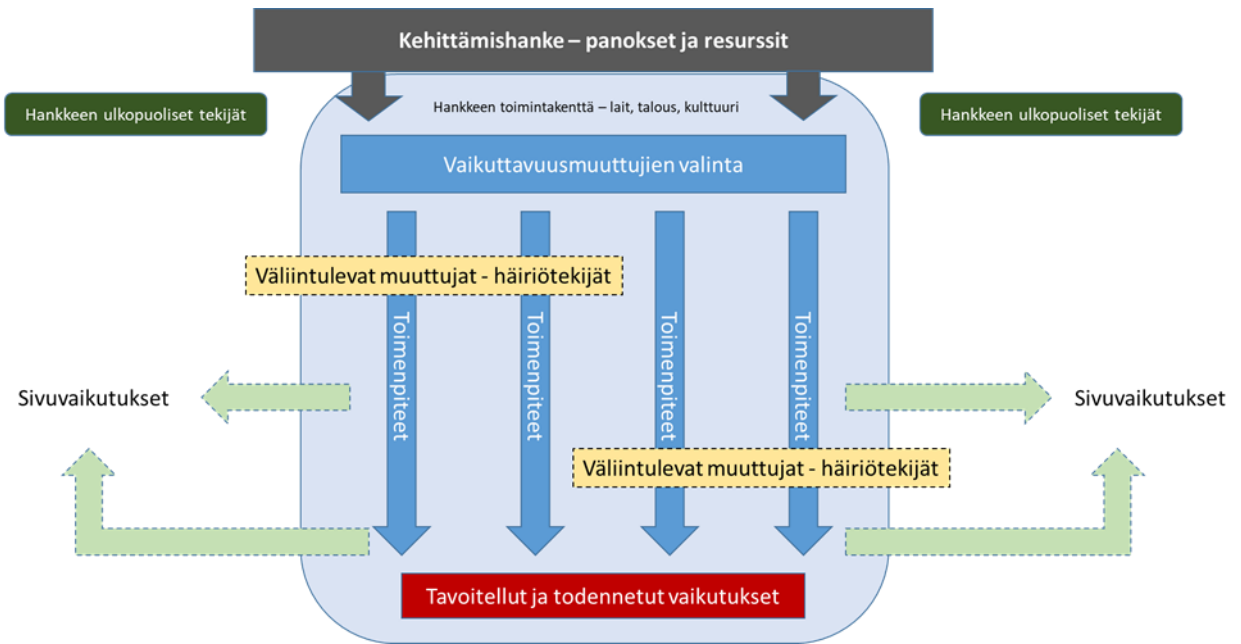 Kehittämishanke – panokset ja resurssit
Hankkeen ulkopuoliset tekijät
Hankkeen toimintakenttä – lait, talous, kulttuuri
Hankkeen ulkopuoliset tekijät
Vaikuttavuusmuuttujien valinta
Väliintulevat muuttujat - häiriötekijät
Toimenpiteet
Toimenpiteet
Toimenpiteet
Toimenpiteet
Sivuvaikutukset
Sivuvaikutukset
Väliintulevat muuttujat - häiriötekijät
Tavoitellut ja todennetut vaikutukset